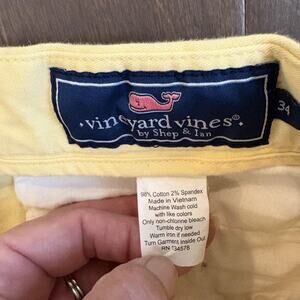 vineyard vines®
by Shep & Ian
34
98% Cotton 2% Spandex
Made in Vietnam
Machine Wash cold
with like colors
Only non-chlorine bleach
Tumble dry low
Warm iron if needed
Turn Garment Inside Out
RN 134576